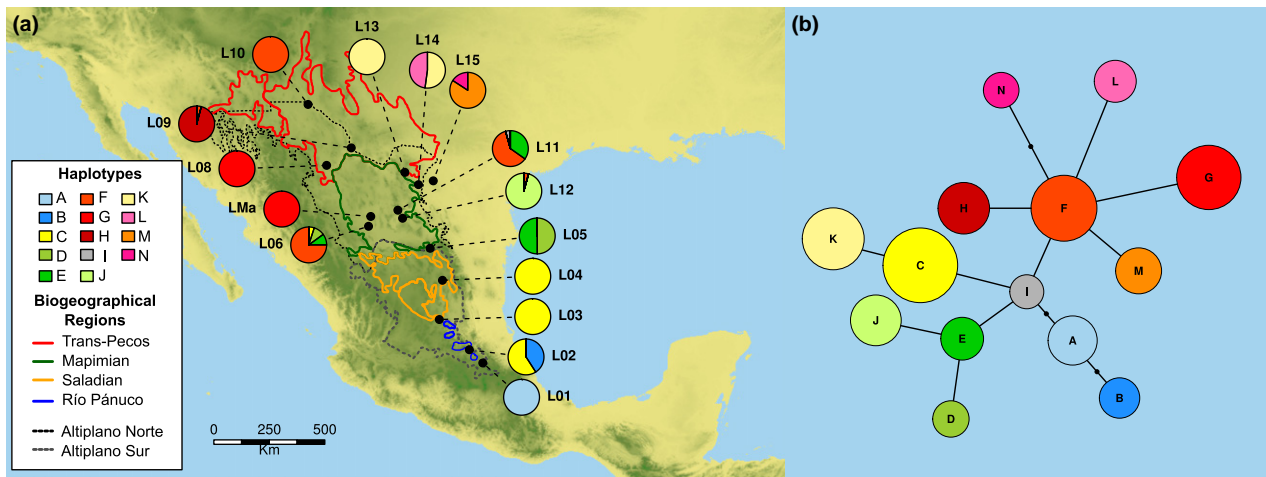 (a)
L13
L14
L10
L15
L09
L11
L08
L12
LMa
L06
L05
L04
L03
L02
L01
Haplotypes
A F K
B G L
C H M
D I N
E J
Biogeographical
Regions
Trans-Pecos
Mapimian
Saladian
Río Pánuco
Altiplano Norte
Altiplano Sur
0 250 500
Km
(b)
N
L
G
H
F
K
C
M
I
J
E
A
B
D